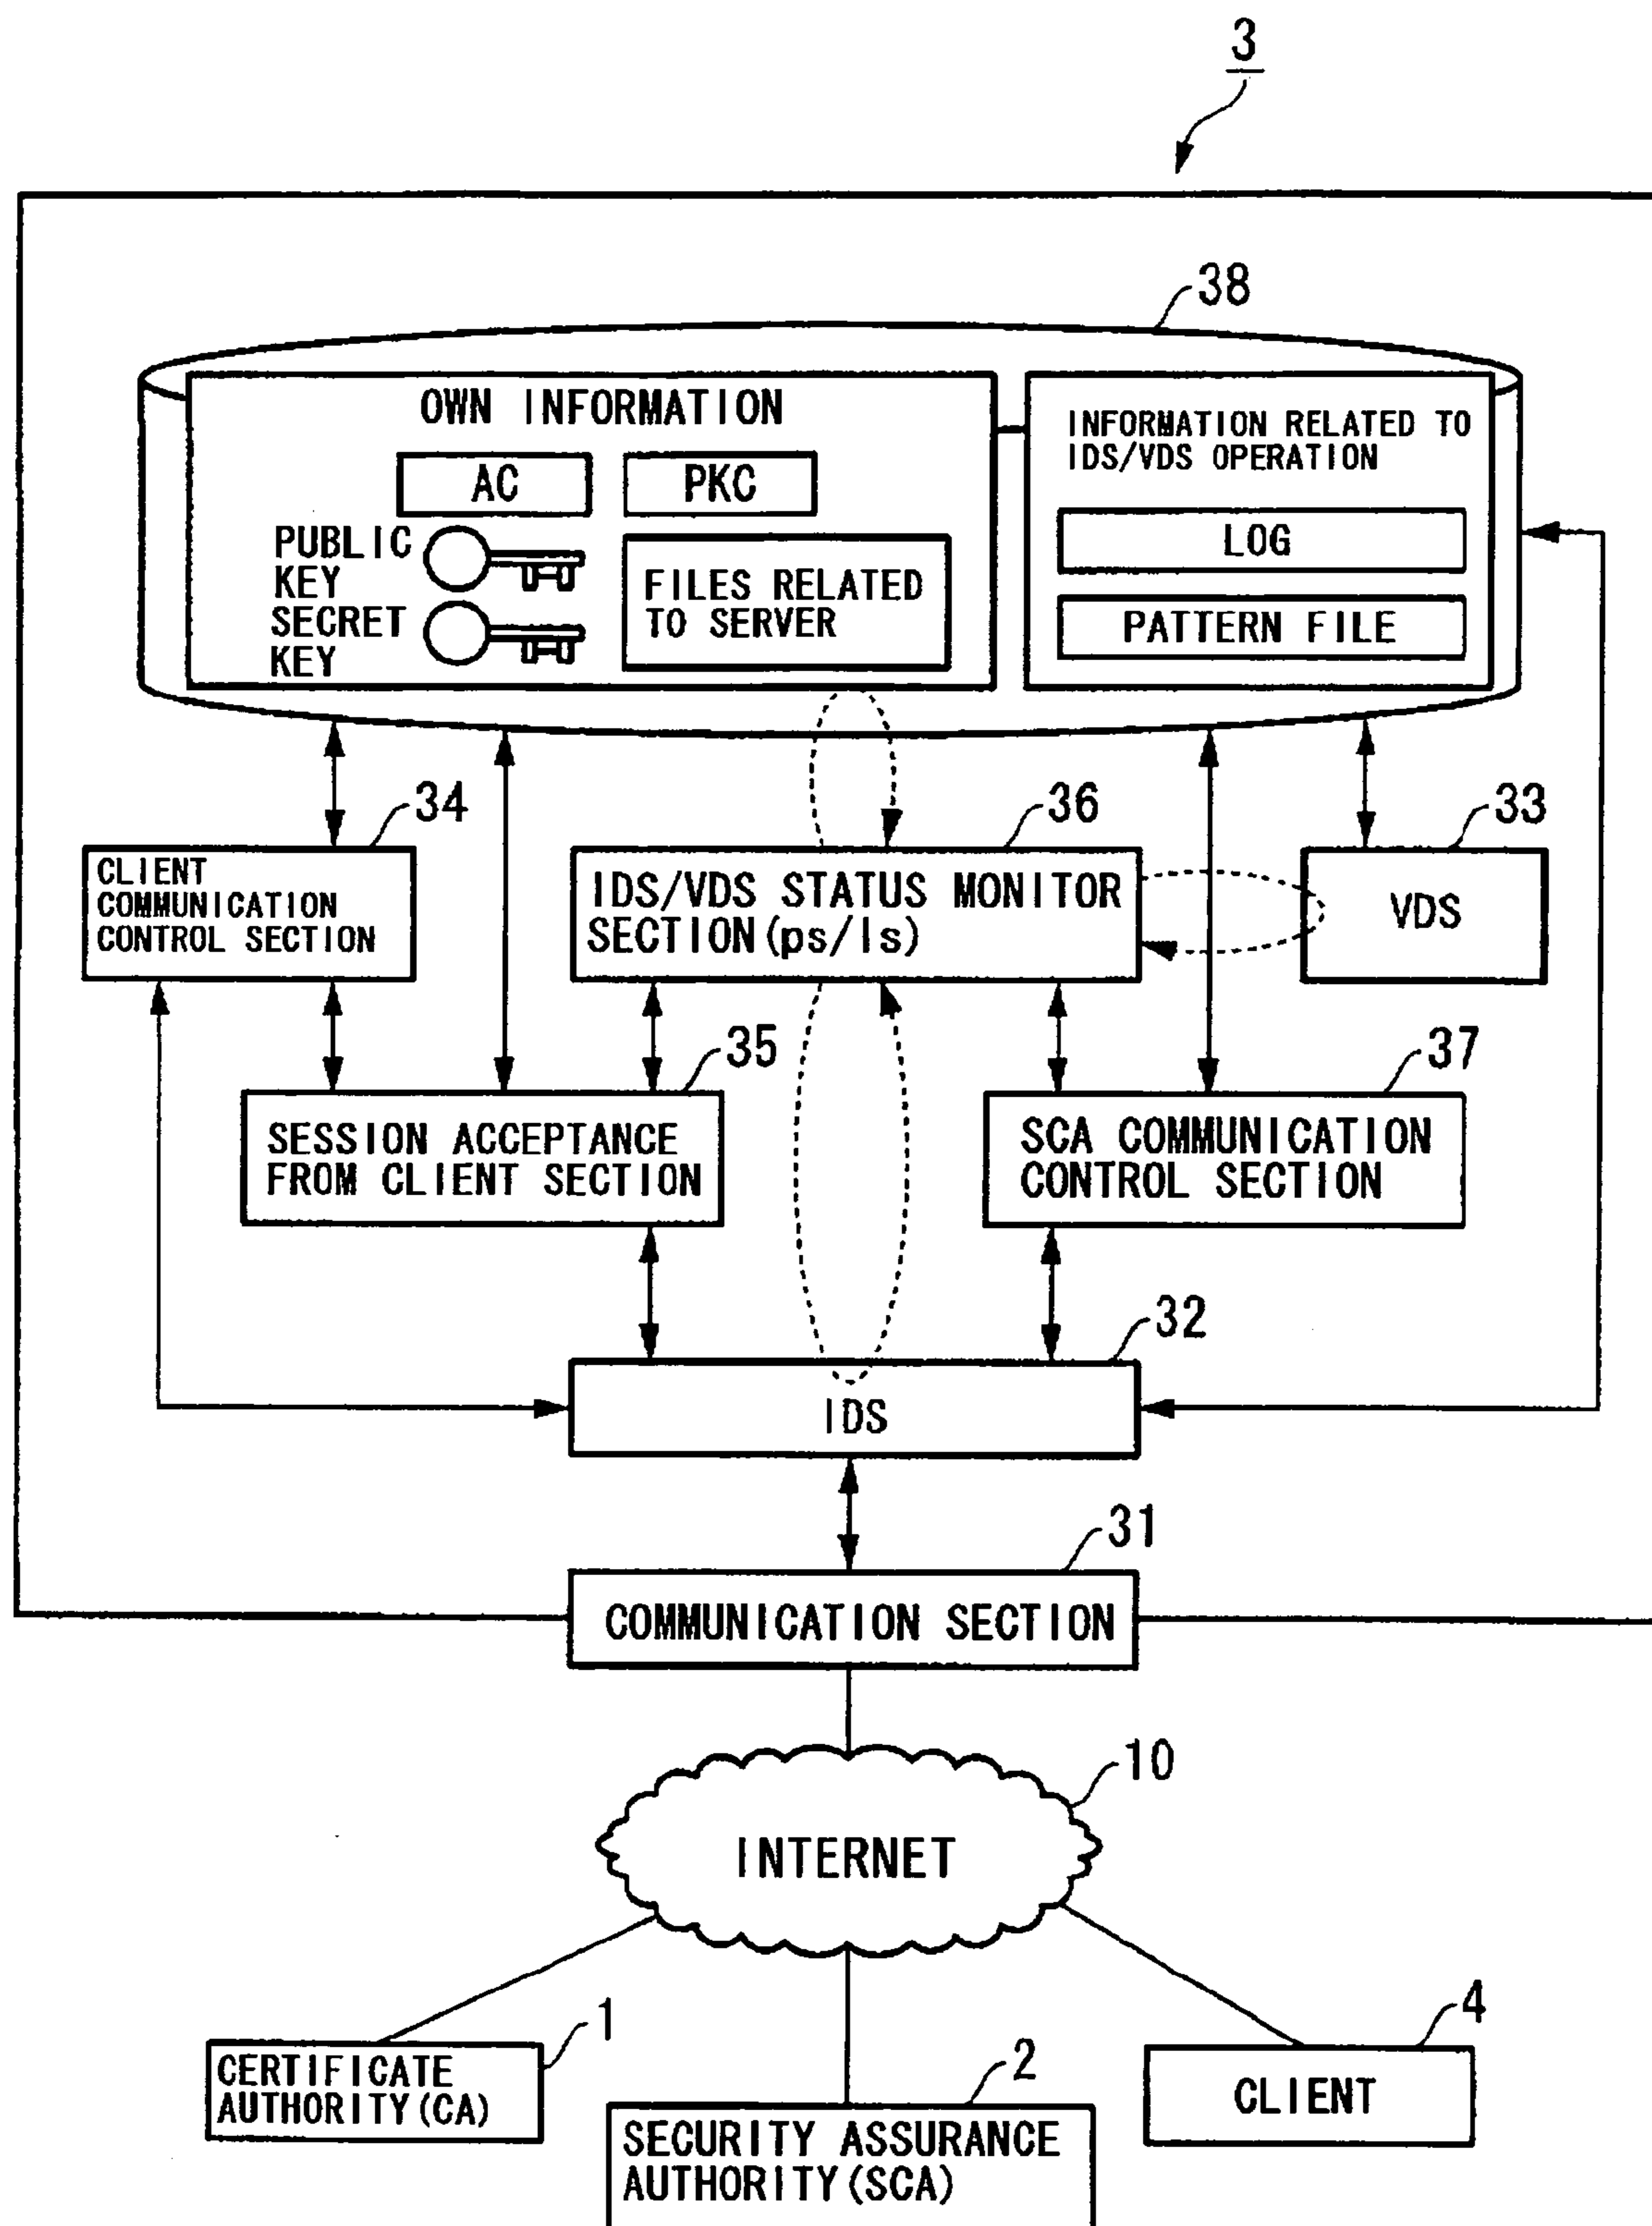 3
38
OWN INFORMATION
AC
PKC
PUBLIC
KEY
SECRET
KEY
FILES RELATED
TO SERVER
INFORMATION RELATED TO
IDS/VDS OPERATION
LOG
PATTERN FILE
34
CLIENT
COMMUNICATION
CONTROL SECTION
36
IDS/VDS STATUS MONITOR
SECTION(ps/ls)
33
VDS
35
SESSION ACCEPTANCE
FROM CLIENT SECTION
37
SCA COMMUNICATION
CONTROL SECTION
32
IDS
31
COMMUNICATION SECTION
10
INTERNET
1
CERTIFICATE
AUTHORITY(CA)
2
SECURITY ASSURANCE
AUTHORITY(SCA)
4
CLIENT